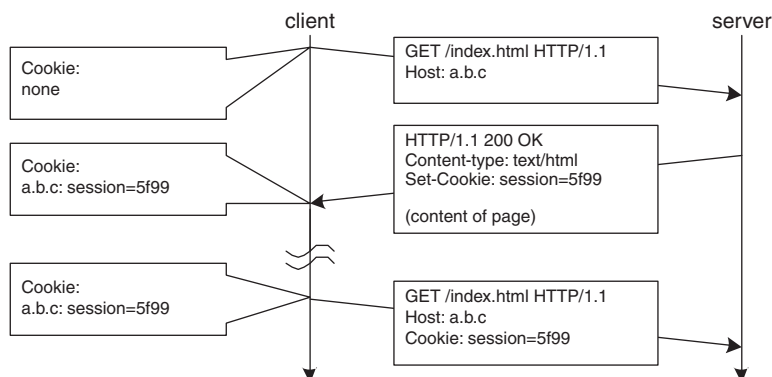 client
server
Cookie:
none
GET /index.html HTTP/1.1
Host: a.b.c
HTTP/1.1 200 OK
Content-type: text/html
Set-Cookie: session=5f99
(content of page)
Cookie:
a.b.c: session=5f99
Cookie:
a.b.c: session=5f99
GET /index.html HTTP/1.1
Host: a.b.c
Cookie: session=5f99